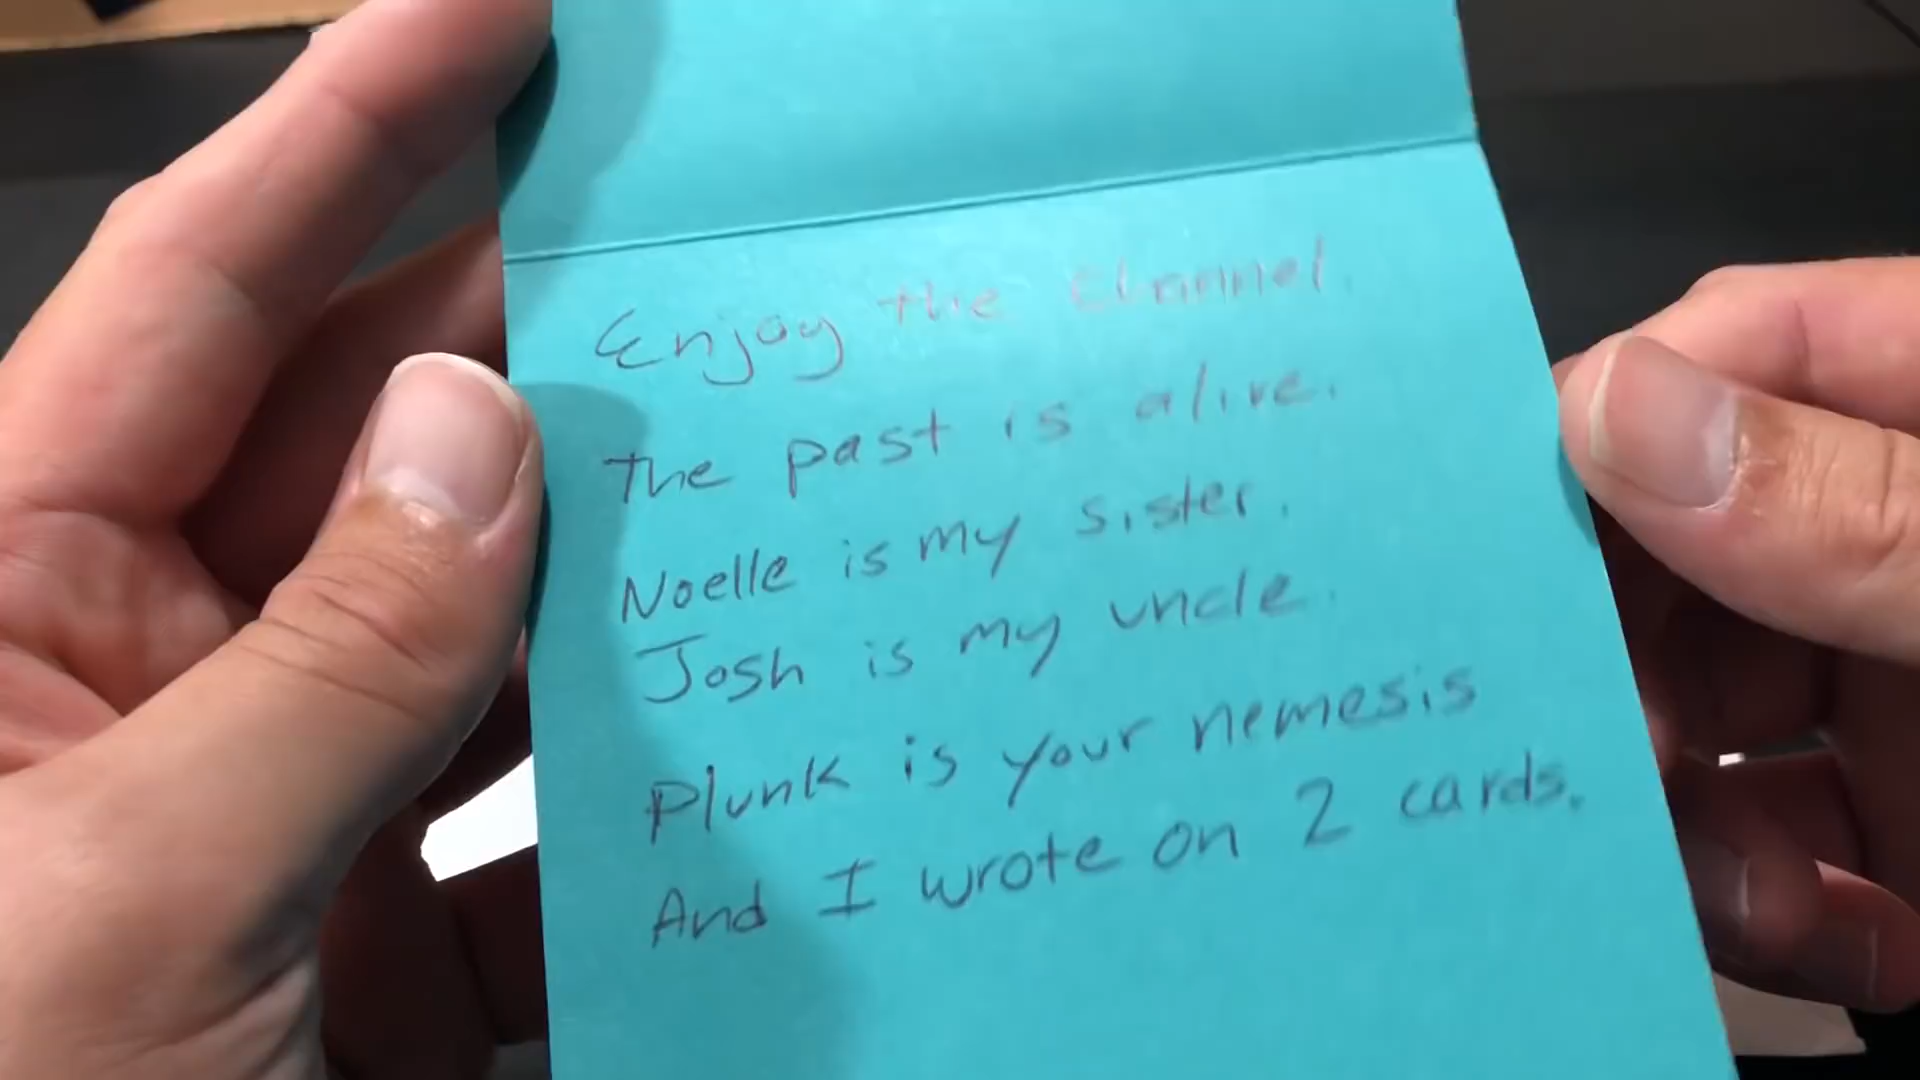 Enjoy the Channel.
The past is alive.
Noelle is my sister.
Josh is my uncle.
Plunk is your nemesis
And I wrote on 2 cards.